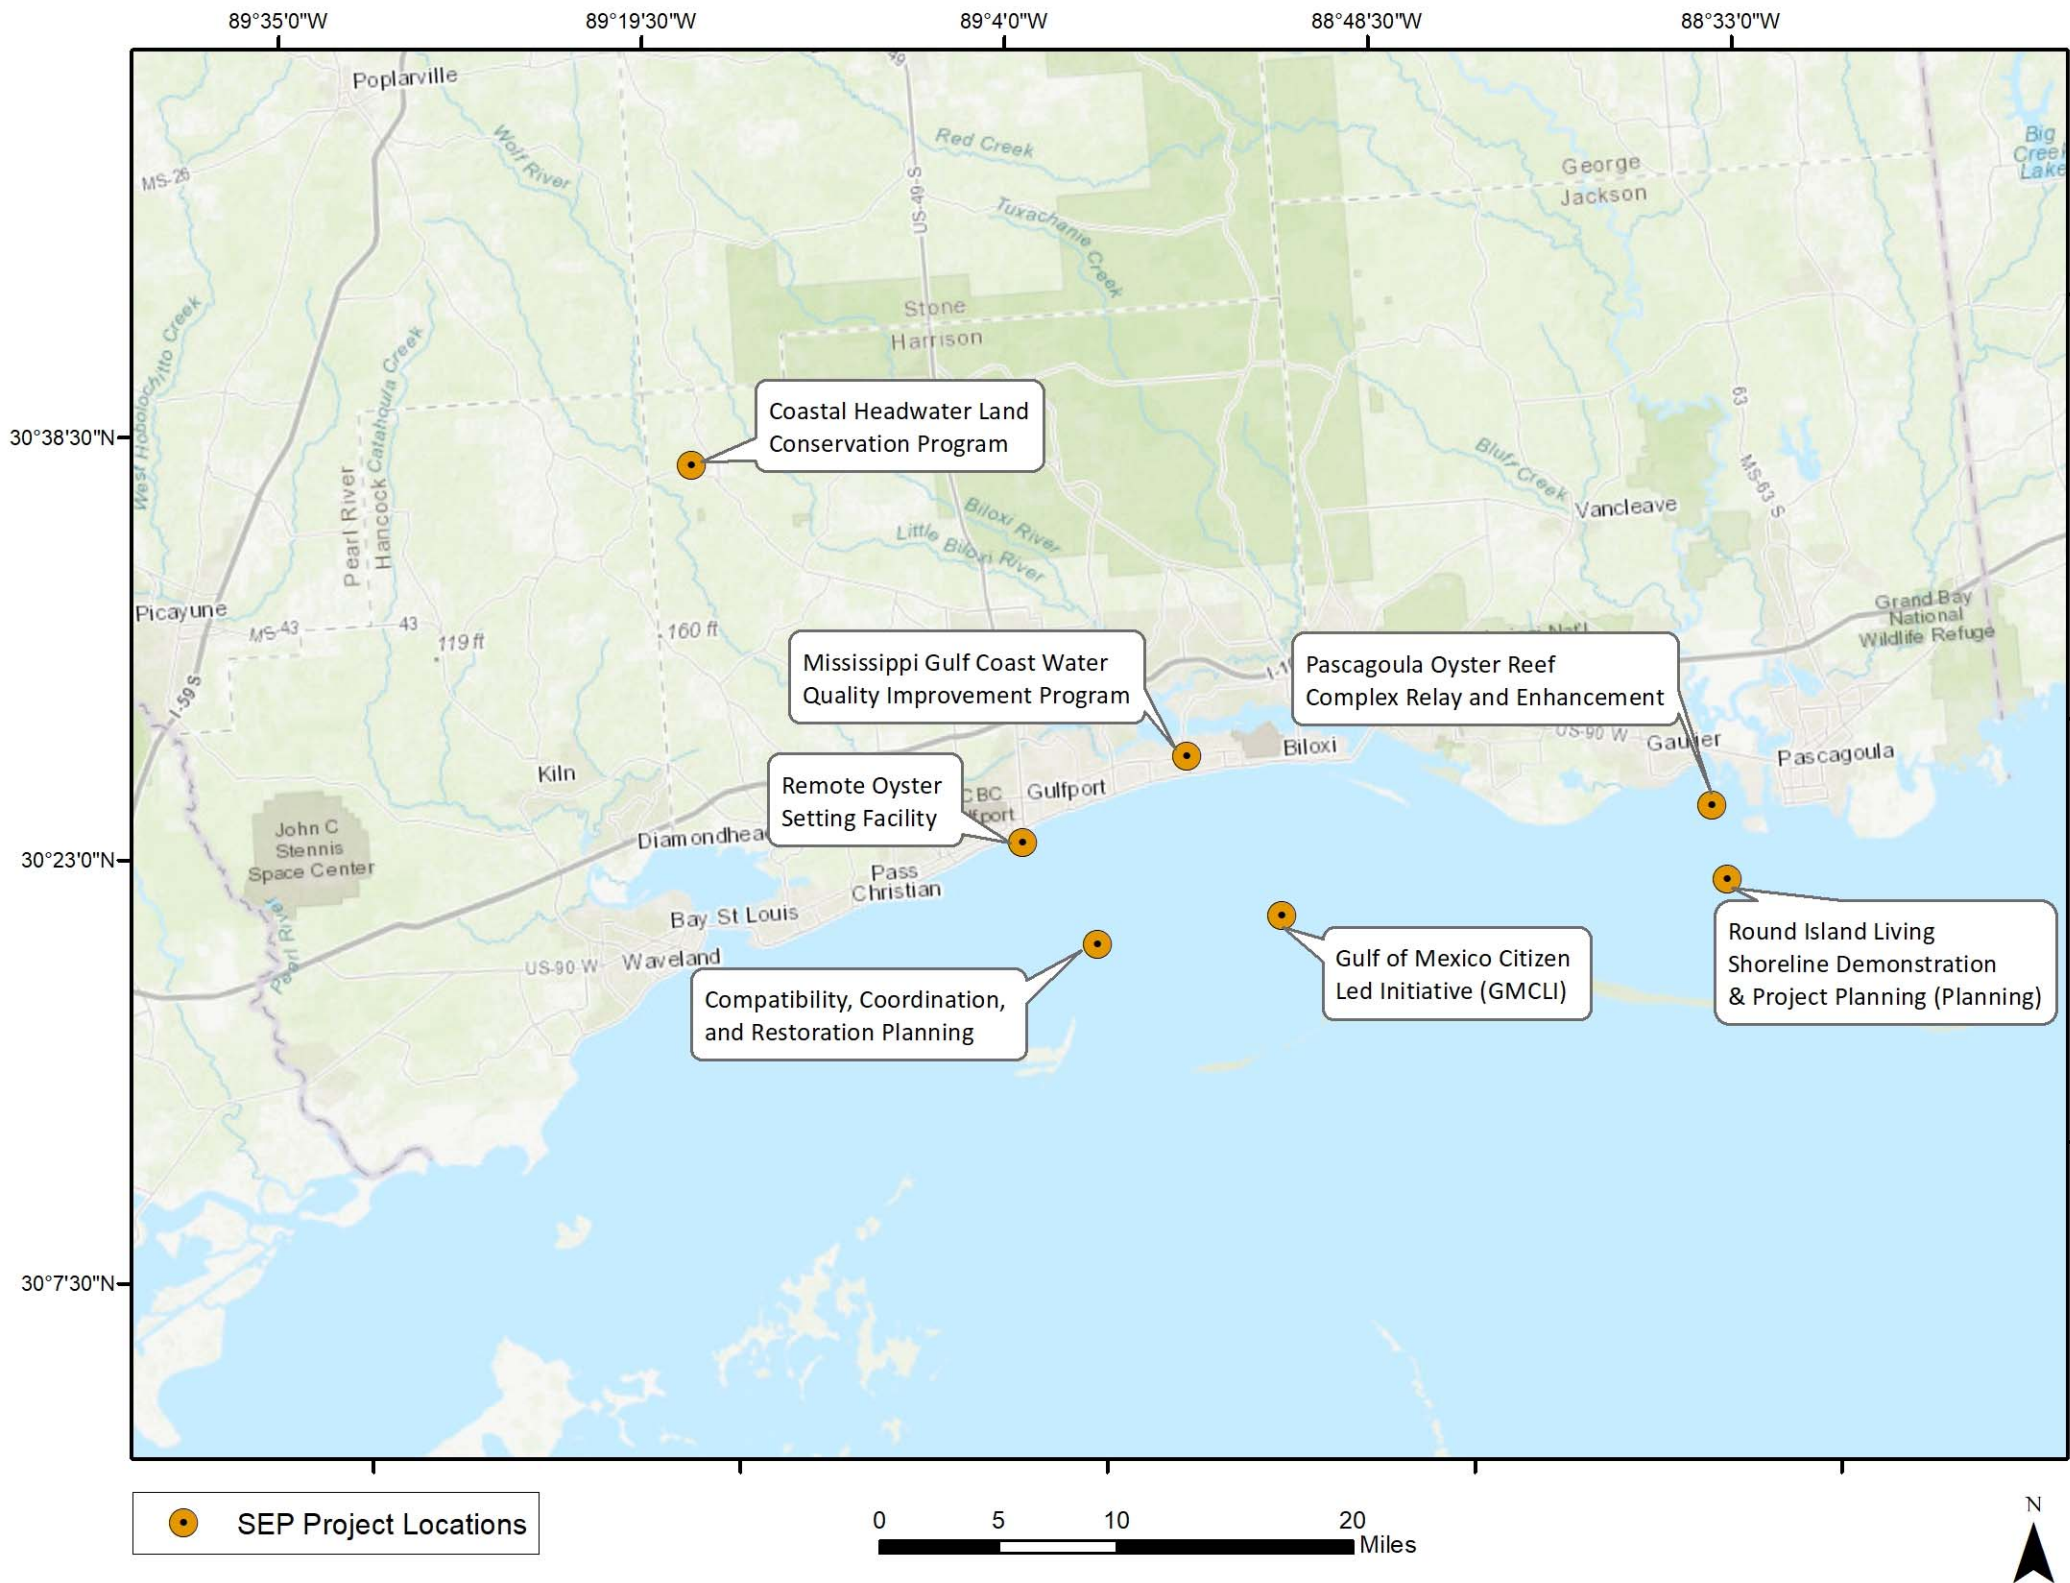 89°35'0"W
89°19'30"W
89°4'0"W
88°48'30"W
88°33'0"W
Poplarville
49
Wolf River
Red Creek
Big
Creek
Lake
MS-26
George
Jackson
US-49-S
Tuxachanie Creek
West Hobolochitto Creek
Stone
Harrison
Hancock Catahoula Creek
Pearl River
63
Coastal Headwater Land
Conservation Program
30°38'30"N
Bluff Creek
MS-63 S
Vancleave
Biloxi River
Little Biloxi River
Picayune
MS-43
43
119 ft
160 ft
Grand Bay
National
Wildlife Refuge
Nat'l
I-59 S
Mississippi Gulf Coast Water
Quality Improvement Program
I-1
Pascagoula Oyster Reef
Complex Relay and Enhancement
US-90 W
Gautier
Biloxi
Pascagoula
Kiln
Remote Oyster
Setting Facility
CBC
lfport
Gulfport
John C
Stennis
Space Center
Diamondhea
30°23'0"N
Pass
Christian
Bay St Louis
Pearl River
US-90 W
Waveland
Round Island Living
Shoreline Demonstration
& Project Planning (Planning)
Gulf of Mexico Citizen
Led Initiative (GMCLI)
Compatibility, Coordination,
and Restoration Planning
30°7'30"N
SEP Project Locations
0
5
10
20
Miles
N